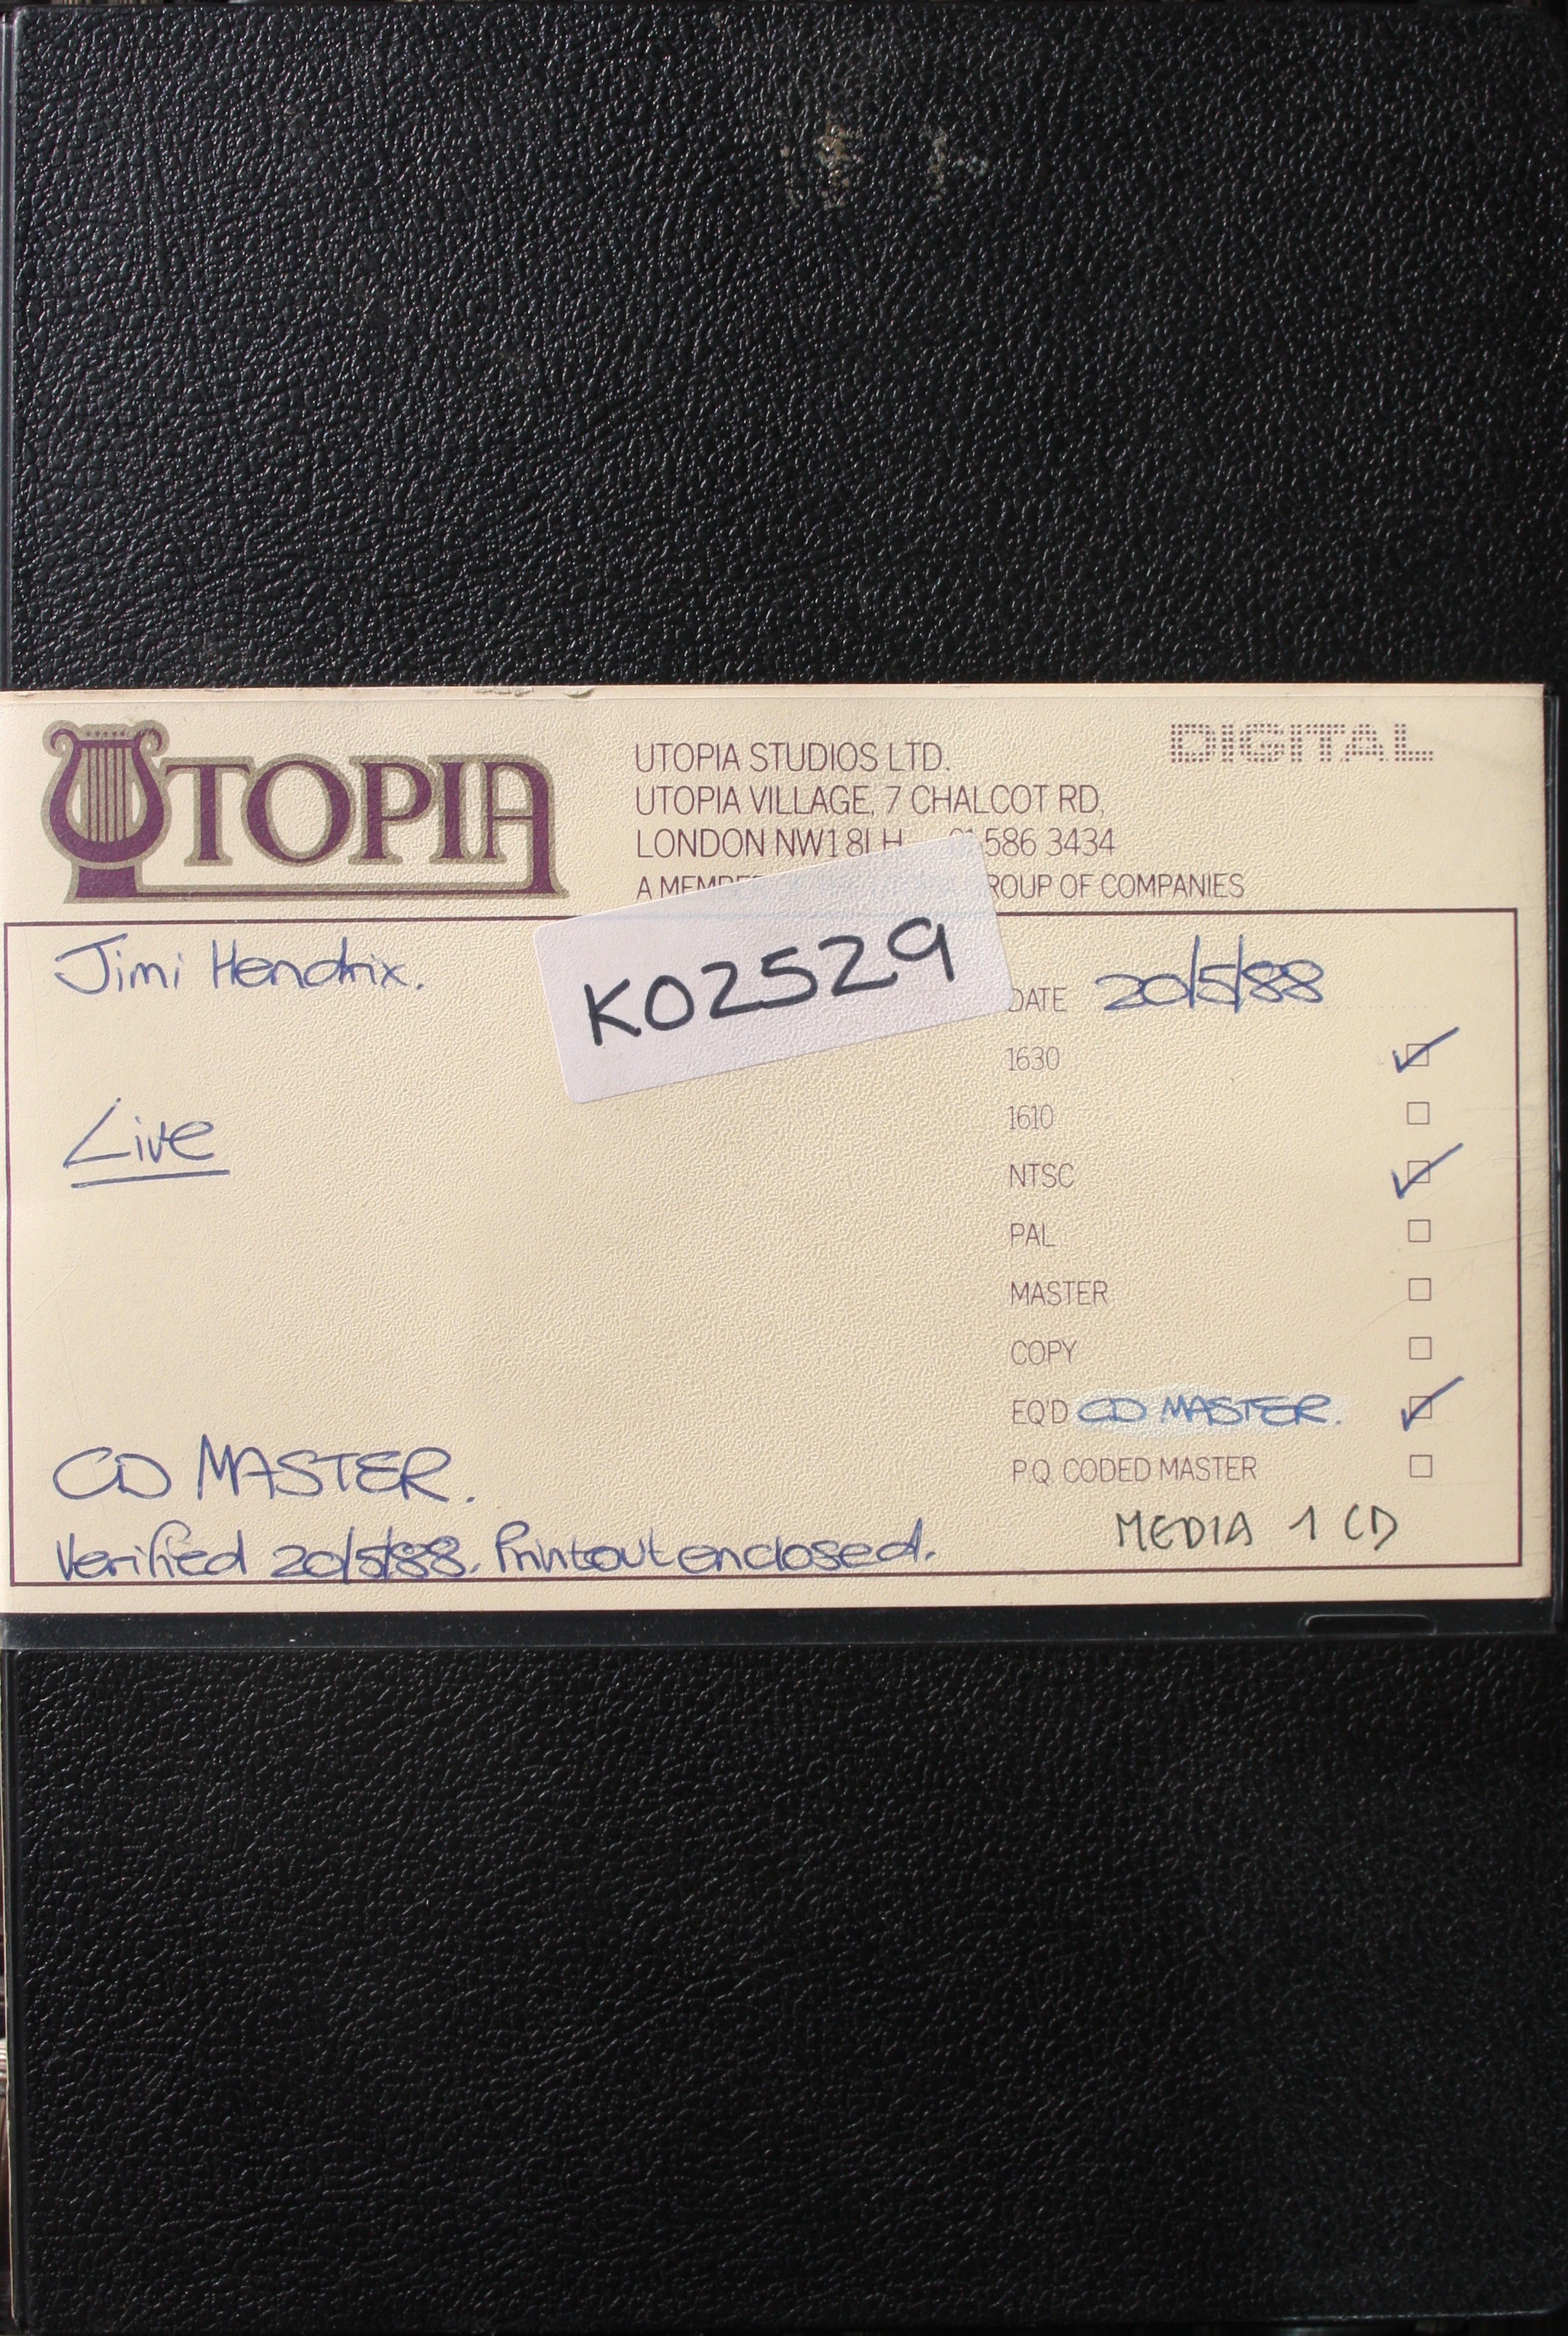 UTOPIA
UTOPIA STUDIOS LTD.
UTOPIA VILLAGE, 7 CHALCOT RD,
LONDON NW1 8LH 586 3434
A GROUP OF COMPANIES
DIGITAL
K02529
Jimi Hendrix.
Live
CD MASTER.
Verified 20/5/88. Printout enclosed.
DATE 20/5/88
1630
1610
NTSC
PAL
MASTER
COPY
EQ'D CD MASTER.
P.Q. CODED MASTER
MEDIA 1 CD